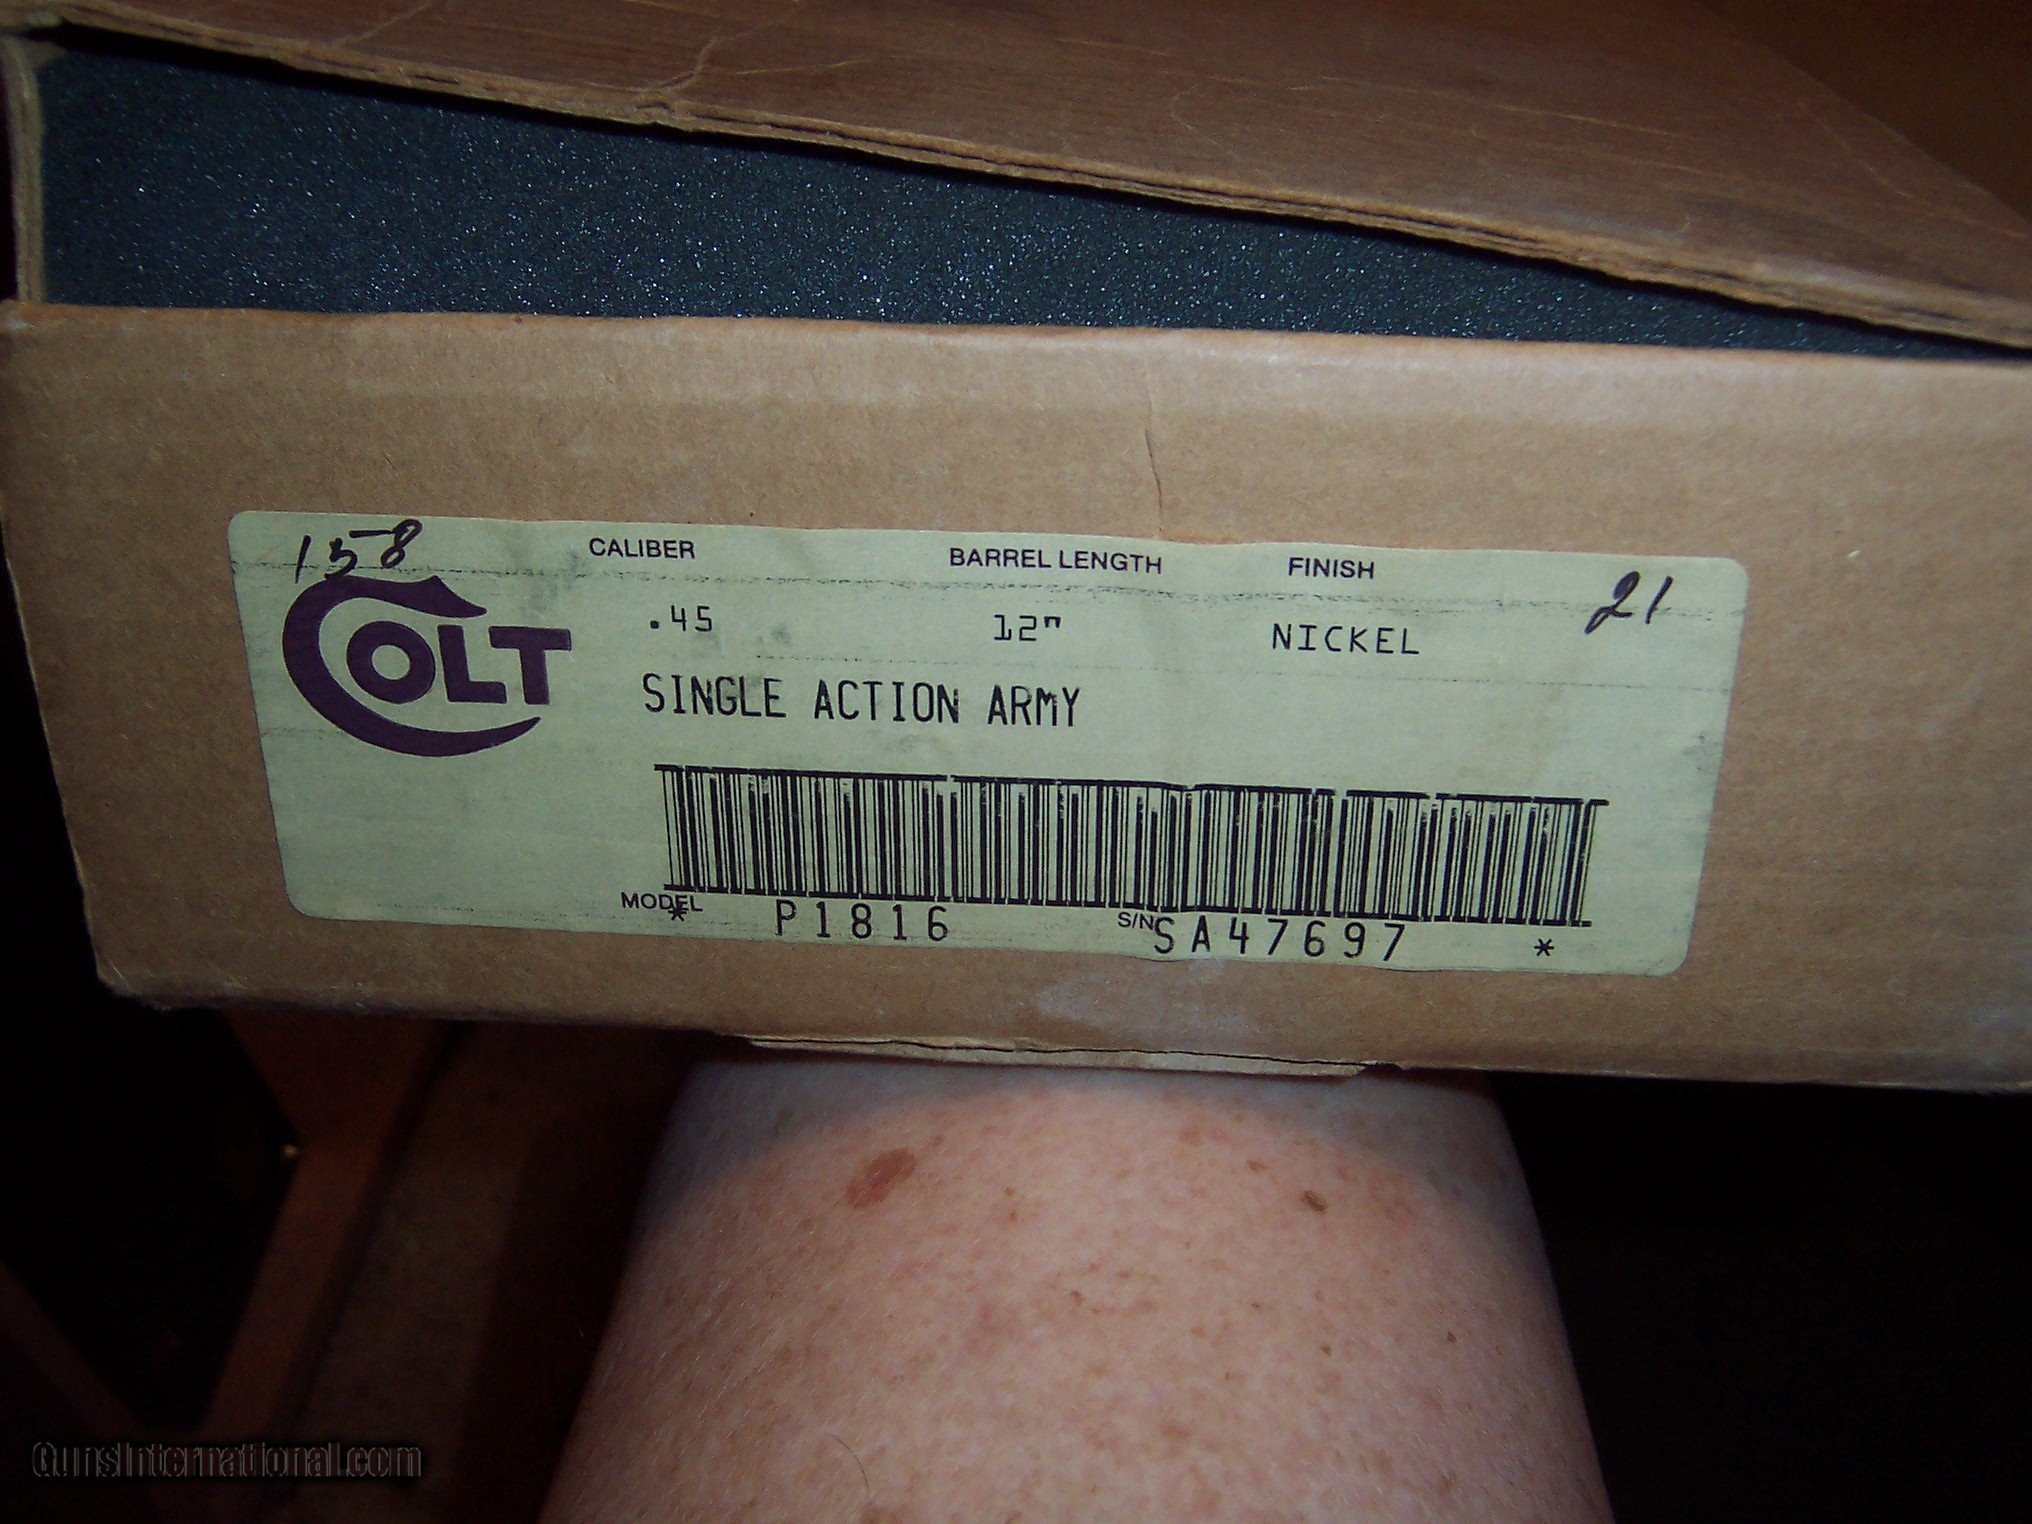 158
21
CALIBER BARREL LENGTH FINISH
COLT
.45 12" NICKEL
SINGLE ACTION ARMY
MODEL S/N
* P1816 SA47697 *
GunsInternational.com